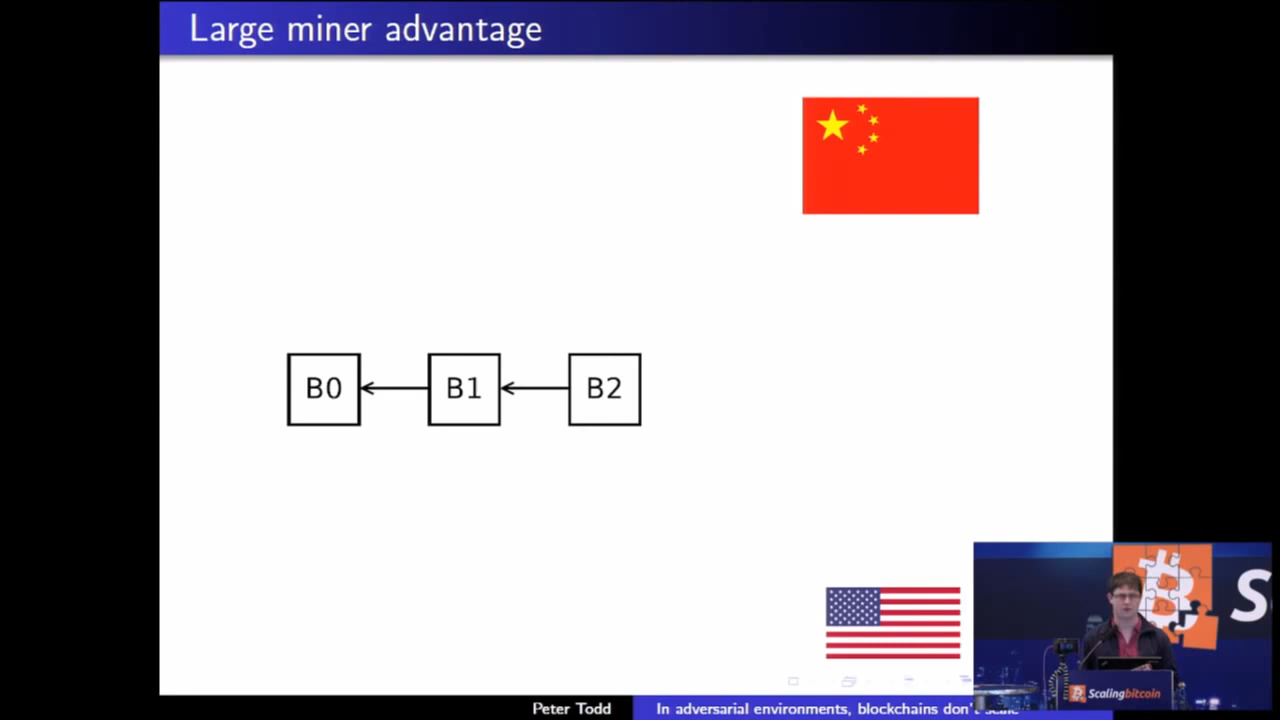 Large miner advantage
B0 B1 B2
S
Scalingbitcoin
Peter Todd In adversarial environments, blockchains don't scale